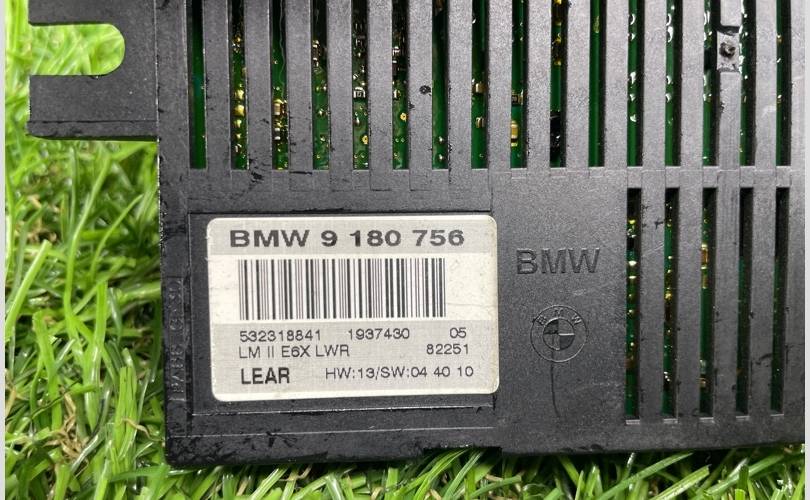 BMW 9 180 756
532318841 1937430 05
LM II E6X LWR 82251
LEAR HW:13/SW:04 40 10
BMW
BMW